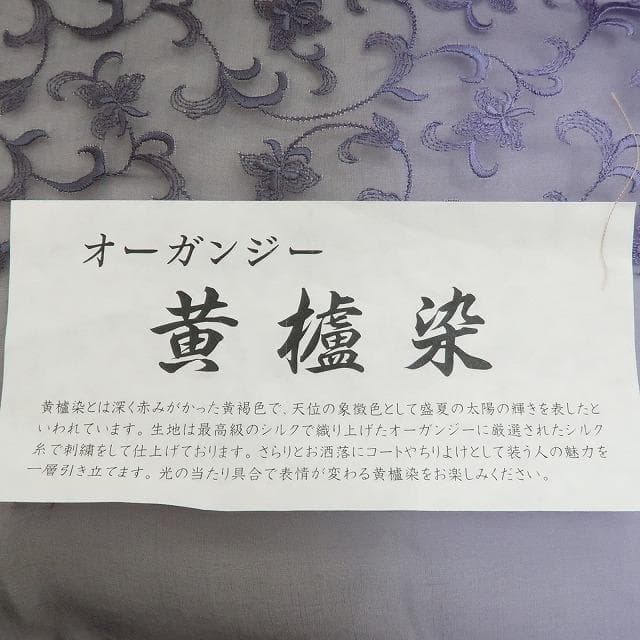 オーガンジー
黄櫨染
黄櫨染とは深く赤みがかった黄褐色で、天位の象徴色として盛夏の太陽の輝きを表したと
いわれています。生地は最高級のシルクで織り上げたオーガンジーに厳選されたシルク
糸で刺繍をして仕上げております。さらりとお洒落にコートやちりよけとして装う人の魅力を
一層引き立てます。光の当たり具合で表情が変わる黄櫨染をお楽しみください。